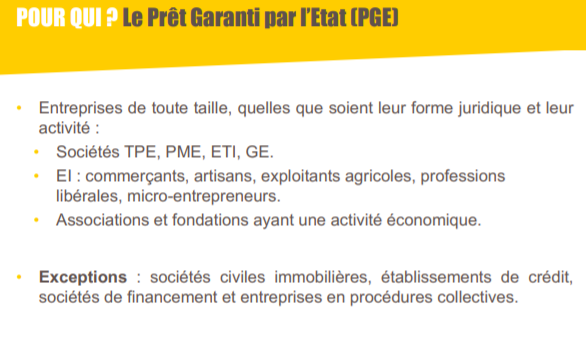 POUR QUI ? Le Prêt Garanti par l'Etat (PGE)
• Entreprises de toute taille, quelles que soient leur forme juridique et leur
activité :
• Sociétés TPE, PME, ETI, GE.
• EI : commerçants, artisans, exploitants agricoles, professions
libérales, micro-entrepreneurs.
• Associations et fondations ayant une activité économique.
• Exceptions : sociétés civiles immobilières, établissements de crédit,
sociétés de financement et entreprises en procédures collectives.